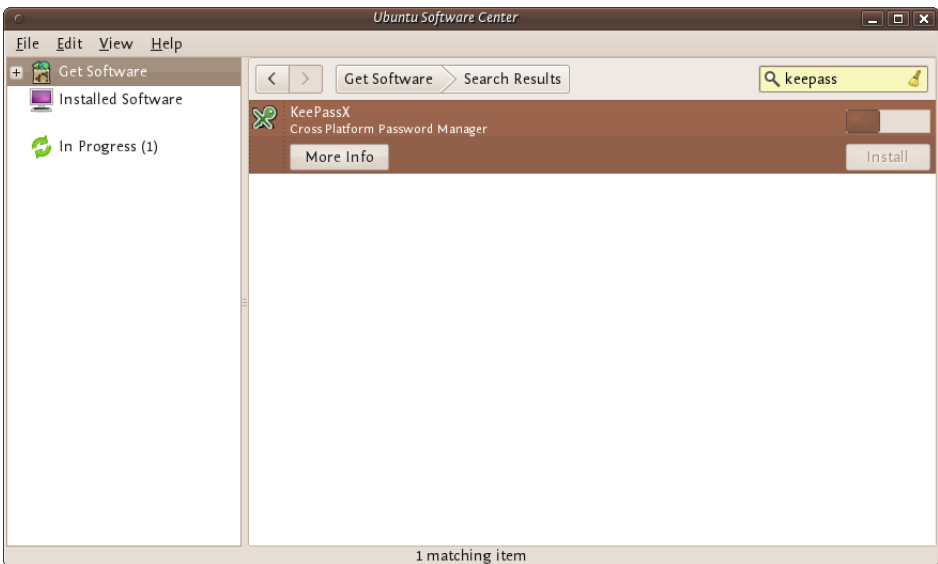 Ubuntu Software Center
File Edit View Help
Get Software
Installed Software
In Progress (1)
Get Software Search Results
keepass
KeePassX
Cross Platform Password Manager
More Info
Install
1 matching item